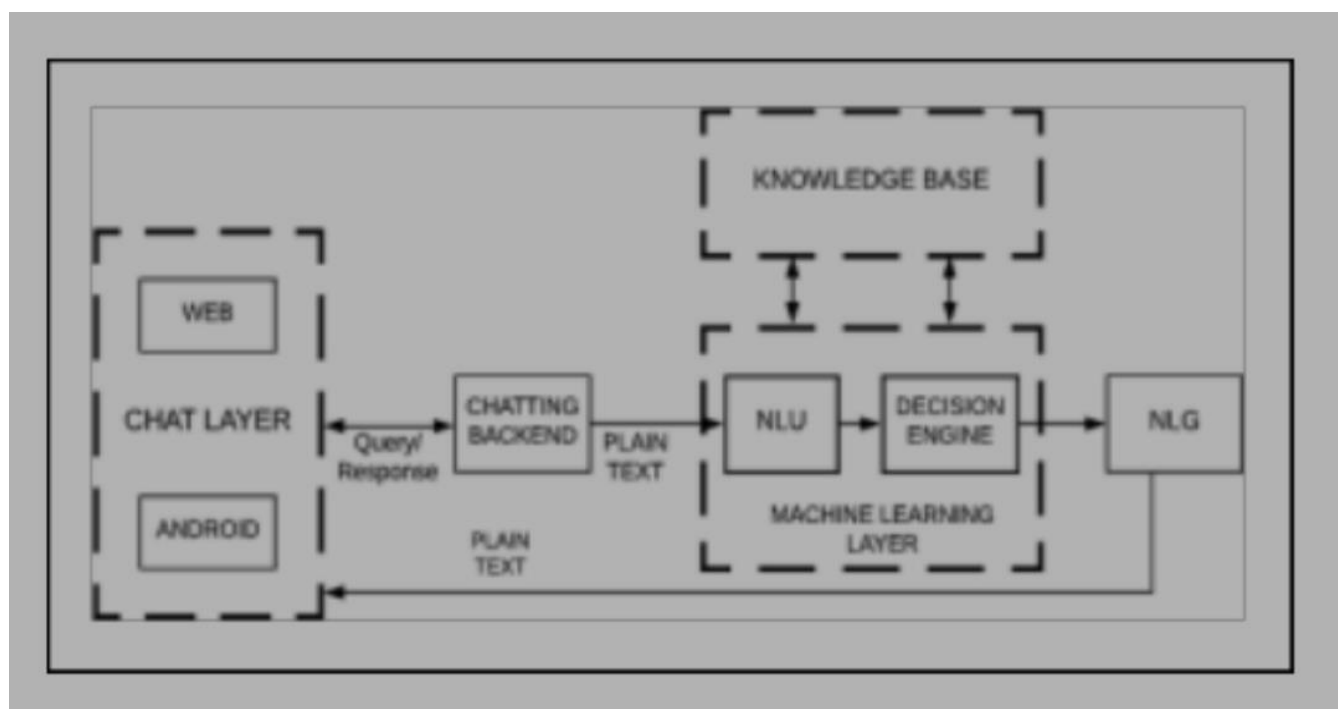 KNOWLEDGE BASE
WEB
CHAT LAYER
ANDROID
Query/
Response
CHATTING
BACKEND
PLAIN
TEXT
NLU
DECISION
ENGINE
NLG
MACHINE LEARNING
LAYER
PLAIN
TEXT